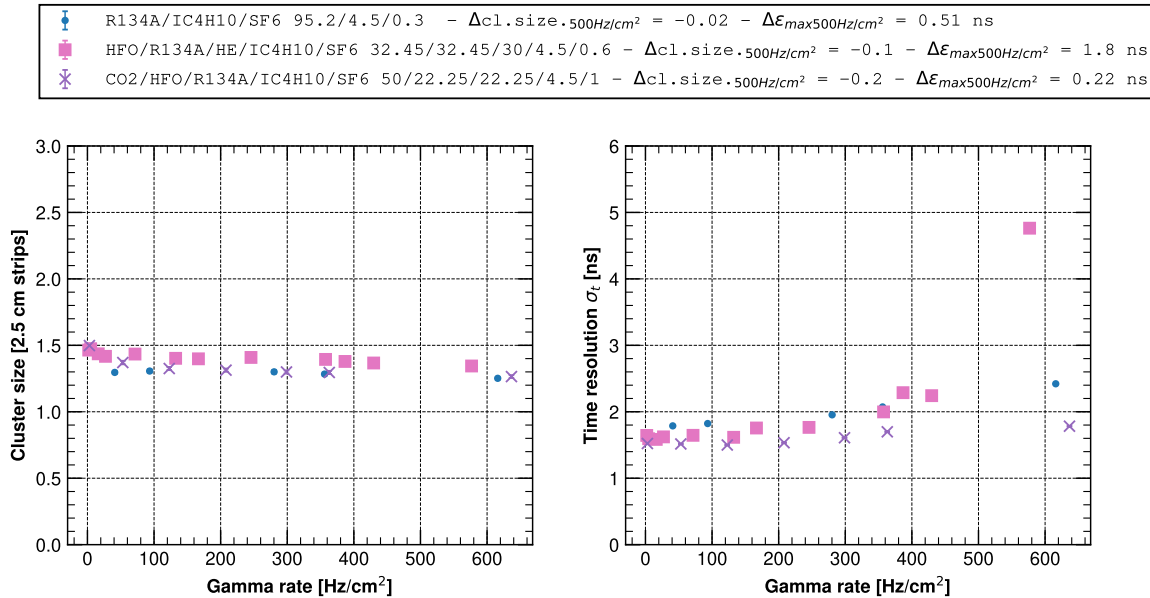 R134A/IC4H10/SF6 95.2/4.5/0.3 – Δcl.size.500Hz/cm² = −0.02 – Δε_max500Hz/cm² = 0.51 ns
HFO/R134A/HE/IC4H10/SF6 32.45/32.45/30/4.5/0.6 – Δcl.size.500Hz/cm² = −0.1 – Δε_max500Hz/cm² = 1.8 ns
CO2/HFO/R134A/IC4H10/SF6 50/22.25/22.25/4.5/1 – Δcl.size.500Hz/cm² = −0.2 – Δε_max500Hz/cm² = 0.22 ns
Cluster size [2.5 cm strips]
3.0
2.5
2.0
1.5
1.0
0.5
0.0
0 100 200 300 400 500 600
Gamma rate [Hz/cm²]
Time resolution σt [ns]
6
5
4
3
2
1
0
0 100 200 300 400 500 600
Gamma rate [Hz/cm²]